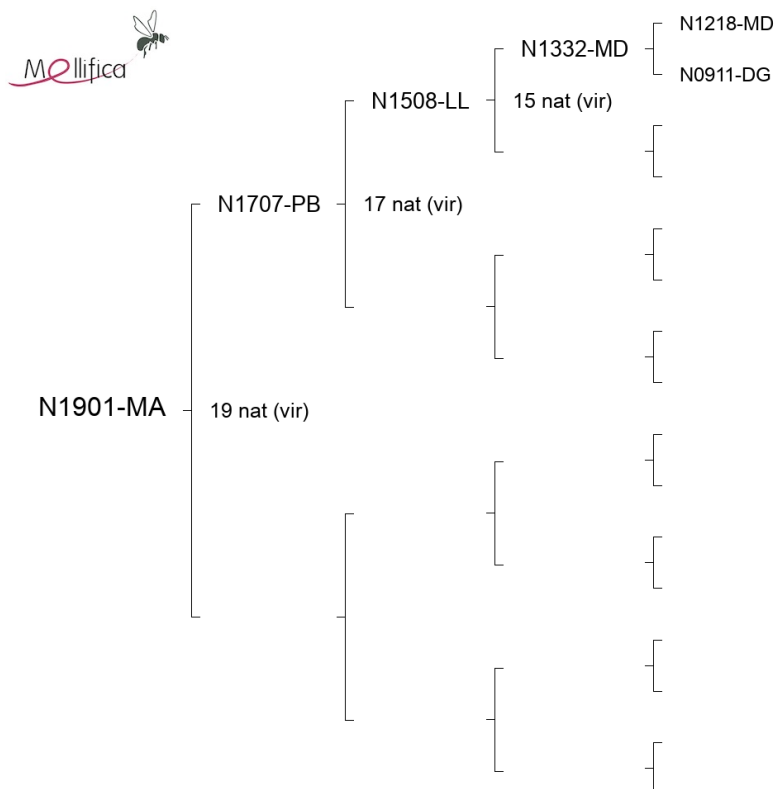 Mellifica
N1218-MD
N1332-MD
N0911-DG
N1508-LL
15 nat (vir)
N1707-PB
17 nat (vir)
N1901-MA
19 nat (vir)